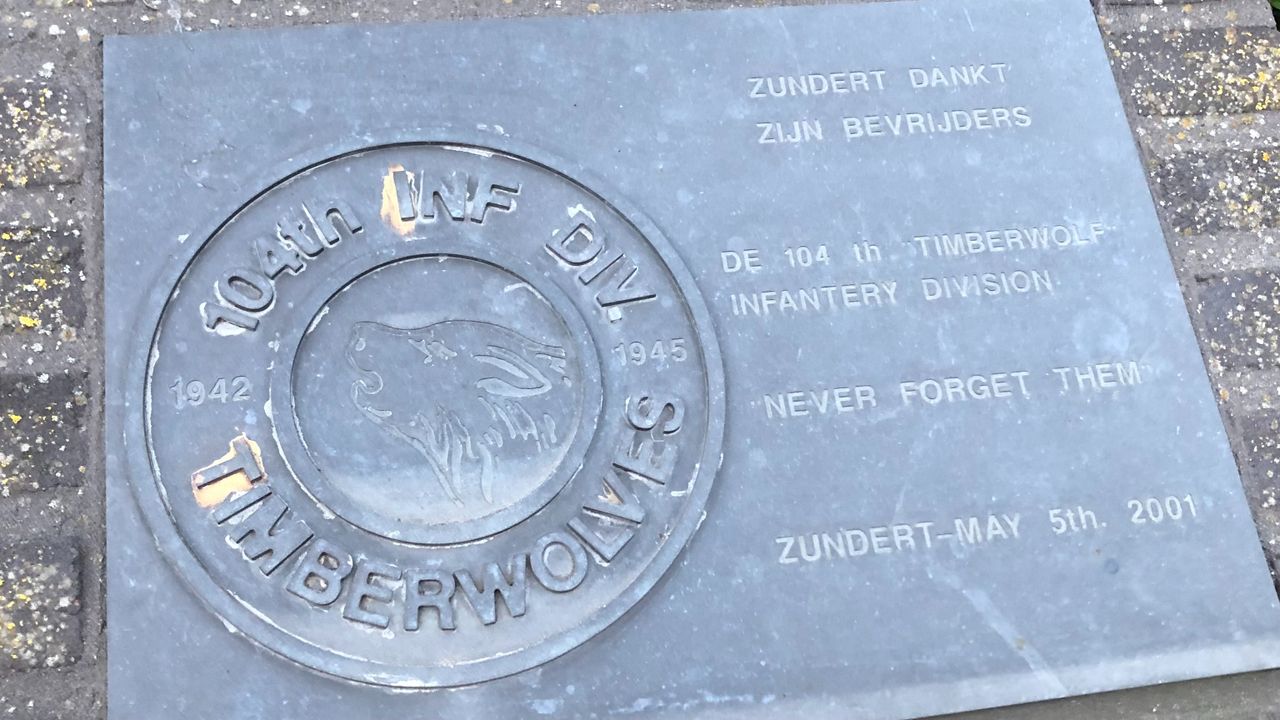 104th INF DIV.
1942
1945
TIMBERWOLVES
ZUNDERT DANKT
ZIJN BEVRIJDERS
DE 104 th "TIMBERWOLF"
INFANTERY DIVISION
"NEVER FORGET THEM"
ZUNDERT-MAY 5th. 2001